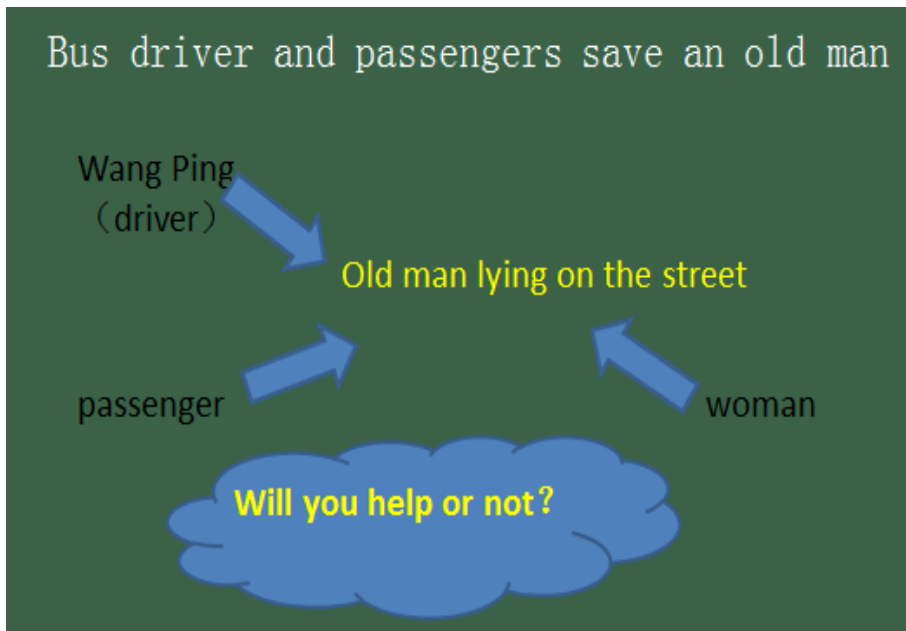 Bus driver and passengers save an old man
Wang Ping
（driver）
Old man lying on the street
passenger
woman
Will you help or not？